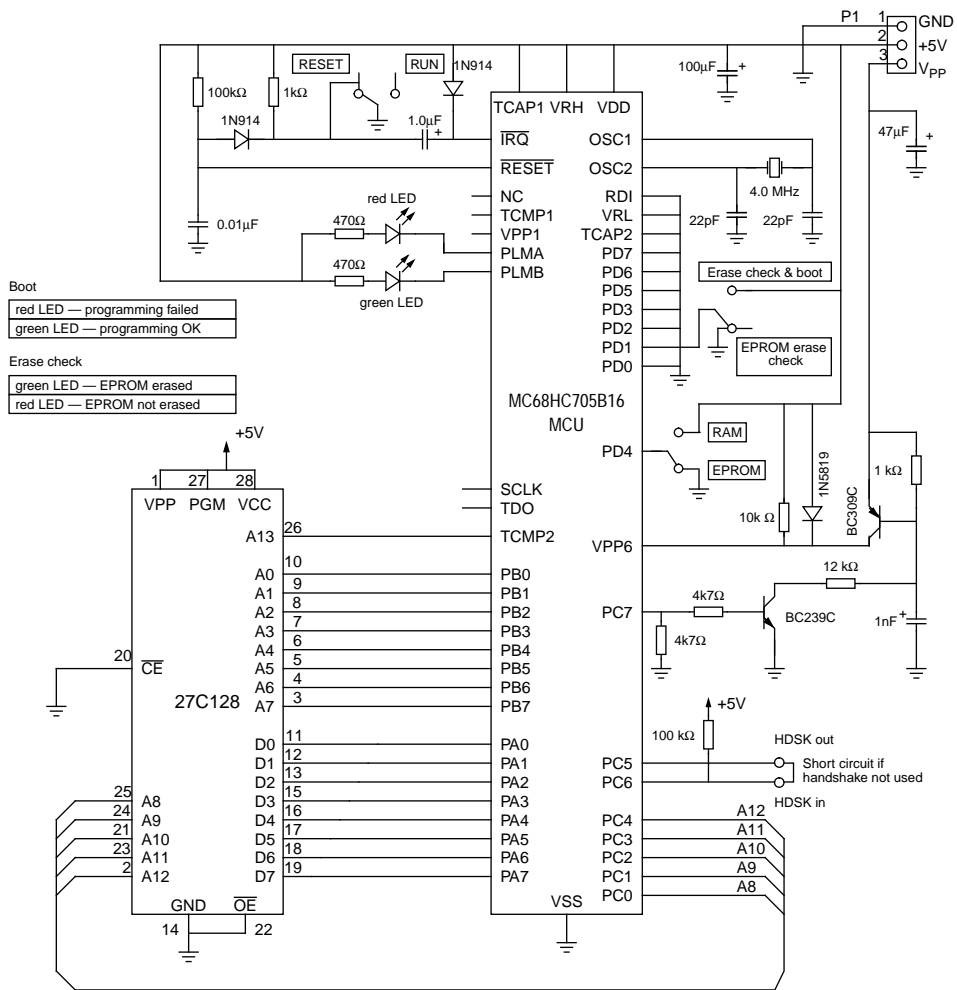 P1
1
GND
2
+5V
3
VPP
RESET
RUN
1N914
100μF
+
100kΩ
1kΩ
1N914
1.0μF
+
47μF
+
TCAP1 VRH VDD
IRQ
OSC1
RESET
OSC2
4.0 MHz
NC
RDI
red LED
TCMP1
VRL
22pF
22pF
0.01μF
470Ω
VPP1
TCAP2
PLMA
PD7
470Ω
PLMB
PD6
Erase check & boot
green LED
PD5
PD3
PD2
PD1
EPROM erase
check
PD0
Boot
red LED — programming failed
green LED — programming OK
Erase check
green LED — EPROM erased
red LED — EPROM not erased
MC68HC705B16
MCU
+5V
RAM
PD4
EPROM
1N5819
BC309C
1 kΩ
1
27
28
VPP
PGM
VCC
SCLK
TDO
10k Ω
A13
26
TCMP2
VPP6
A0
10
PB0
12 kΩ
A1
9
PB1
A2
8
PB2
PC7
4k7Ω
BC239C
1nF
+
A3
7
PB3
4k7Ω
A4
6
PB4
20
CE
A5
5
PB5
A6
4
PB6
27C128
A7
3
PB7
+5V
100 kΩ
D0
11
PA0
HDSK out
D1
12
PA1
PC5
Short circuit if
handshake not used
D2
13
PA2
PC6
HDSK in
25
A8
D3
15
PA3
24
A9
D4
16
PA4
PC4
A12
21
A10
D5
17
PA5
PC3
A11
23
A11
D6
18
PA6
PC2
A10
2
A12
D7
19
PA7
PC1
A9
PC0
A8
GND
OE
VSS
14
22